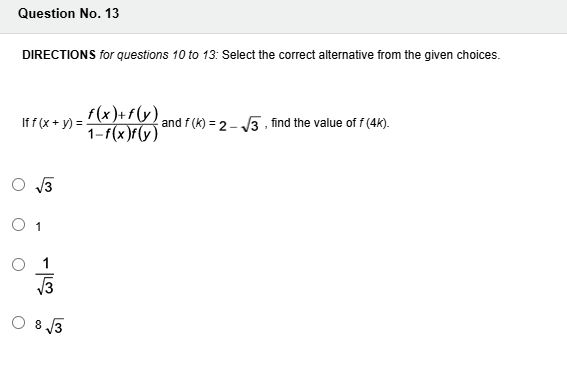 Question No. 13
DIRECTIONS for questions 10 to 13: Select the correct alternative from the given choices.
If f (x + y) = f(x)+f(y) / 1−f(x)f(y) and f (k) = 2 − √3 , find the value of f (4k).
√3
1
1/√3
8 √3